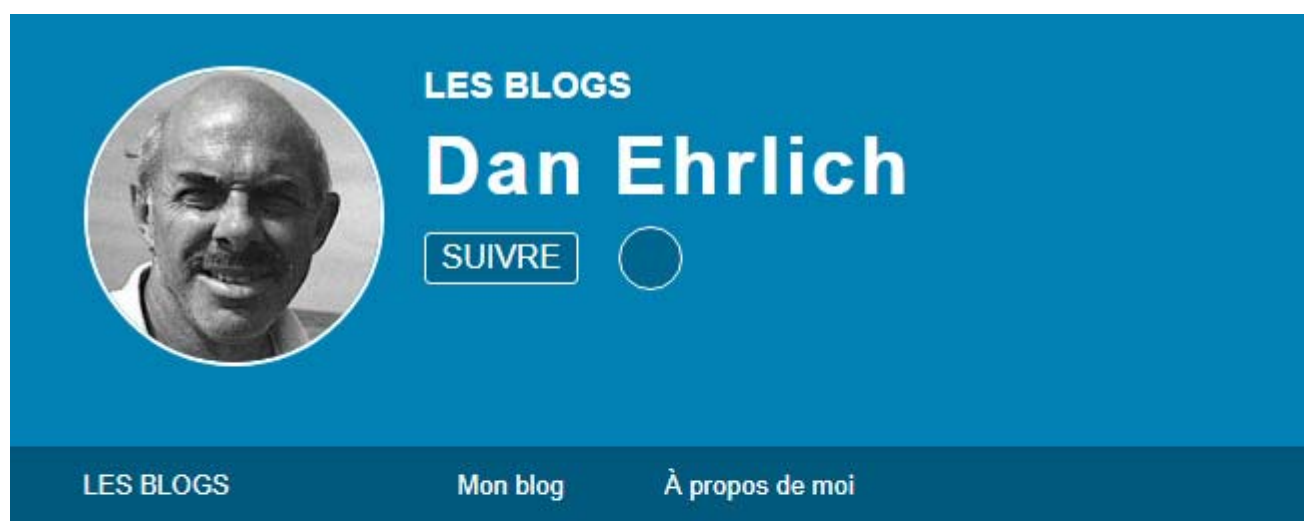 LES BLOGS
Dan Ehrlich
SUIVRE
LES BLOGS Mon blog À propos de moi